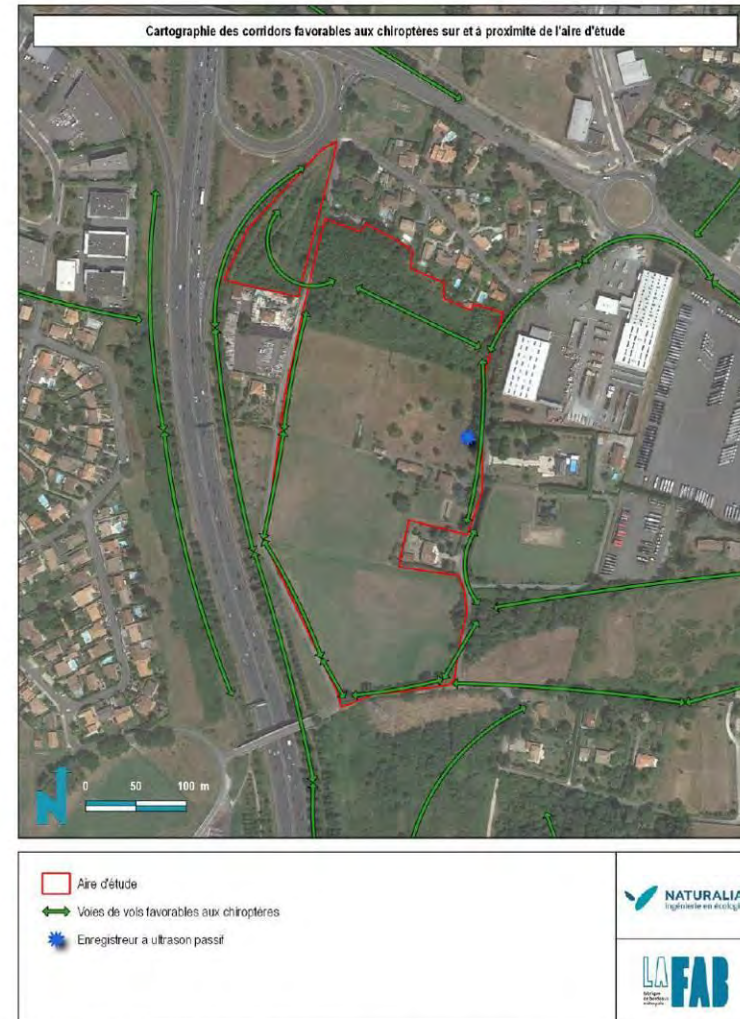 Cartographie des corridors favorables aux chiroptères sur et à proximité de l'aire d'étude
N
0 50 100 m
Aire d'étude
Voies de vols favorables aux chiroptères
Enregistreur a ultrason passif
NATURALIA
Ingénierie en écologie
LA FAB